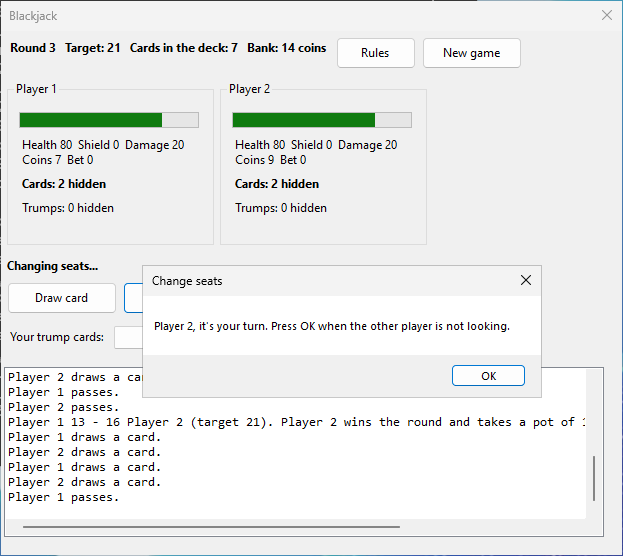 Blackjack
Round 3 Target: 21 Cards in the deck: 7 Bank: 14 coins Rules New game
Player 1
Health 80 Shield 0 Damage 20
Coins 7 Bet 0
Cards: 2 hidden
Trumps: 0 hidden
Player 2
Health 80 Shield 0 Damage 20
Coins 9 Bet 0
Cards: 2 hidden
Trumps: 0 hidden
Changing seats...
Draw card
Your trump cards:
Change seats
Player 2, it's your turn. Press OK when the other player is not looking.
OK
Player 2 draws a
Player 1 passes.
Player 2 passes.
Player 1 13 - 16 Player 2 (target 21). Player 2 wins the round and takes a pot of
Player 1 draws a card.
Player 2 draws a card.
Player 1 draws a card.
Player 2 draws a card.
Player 1 passes.